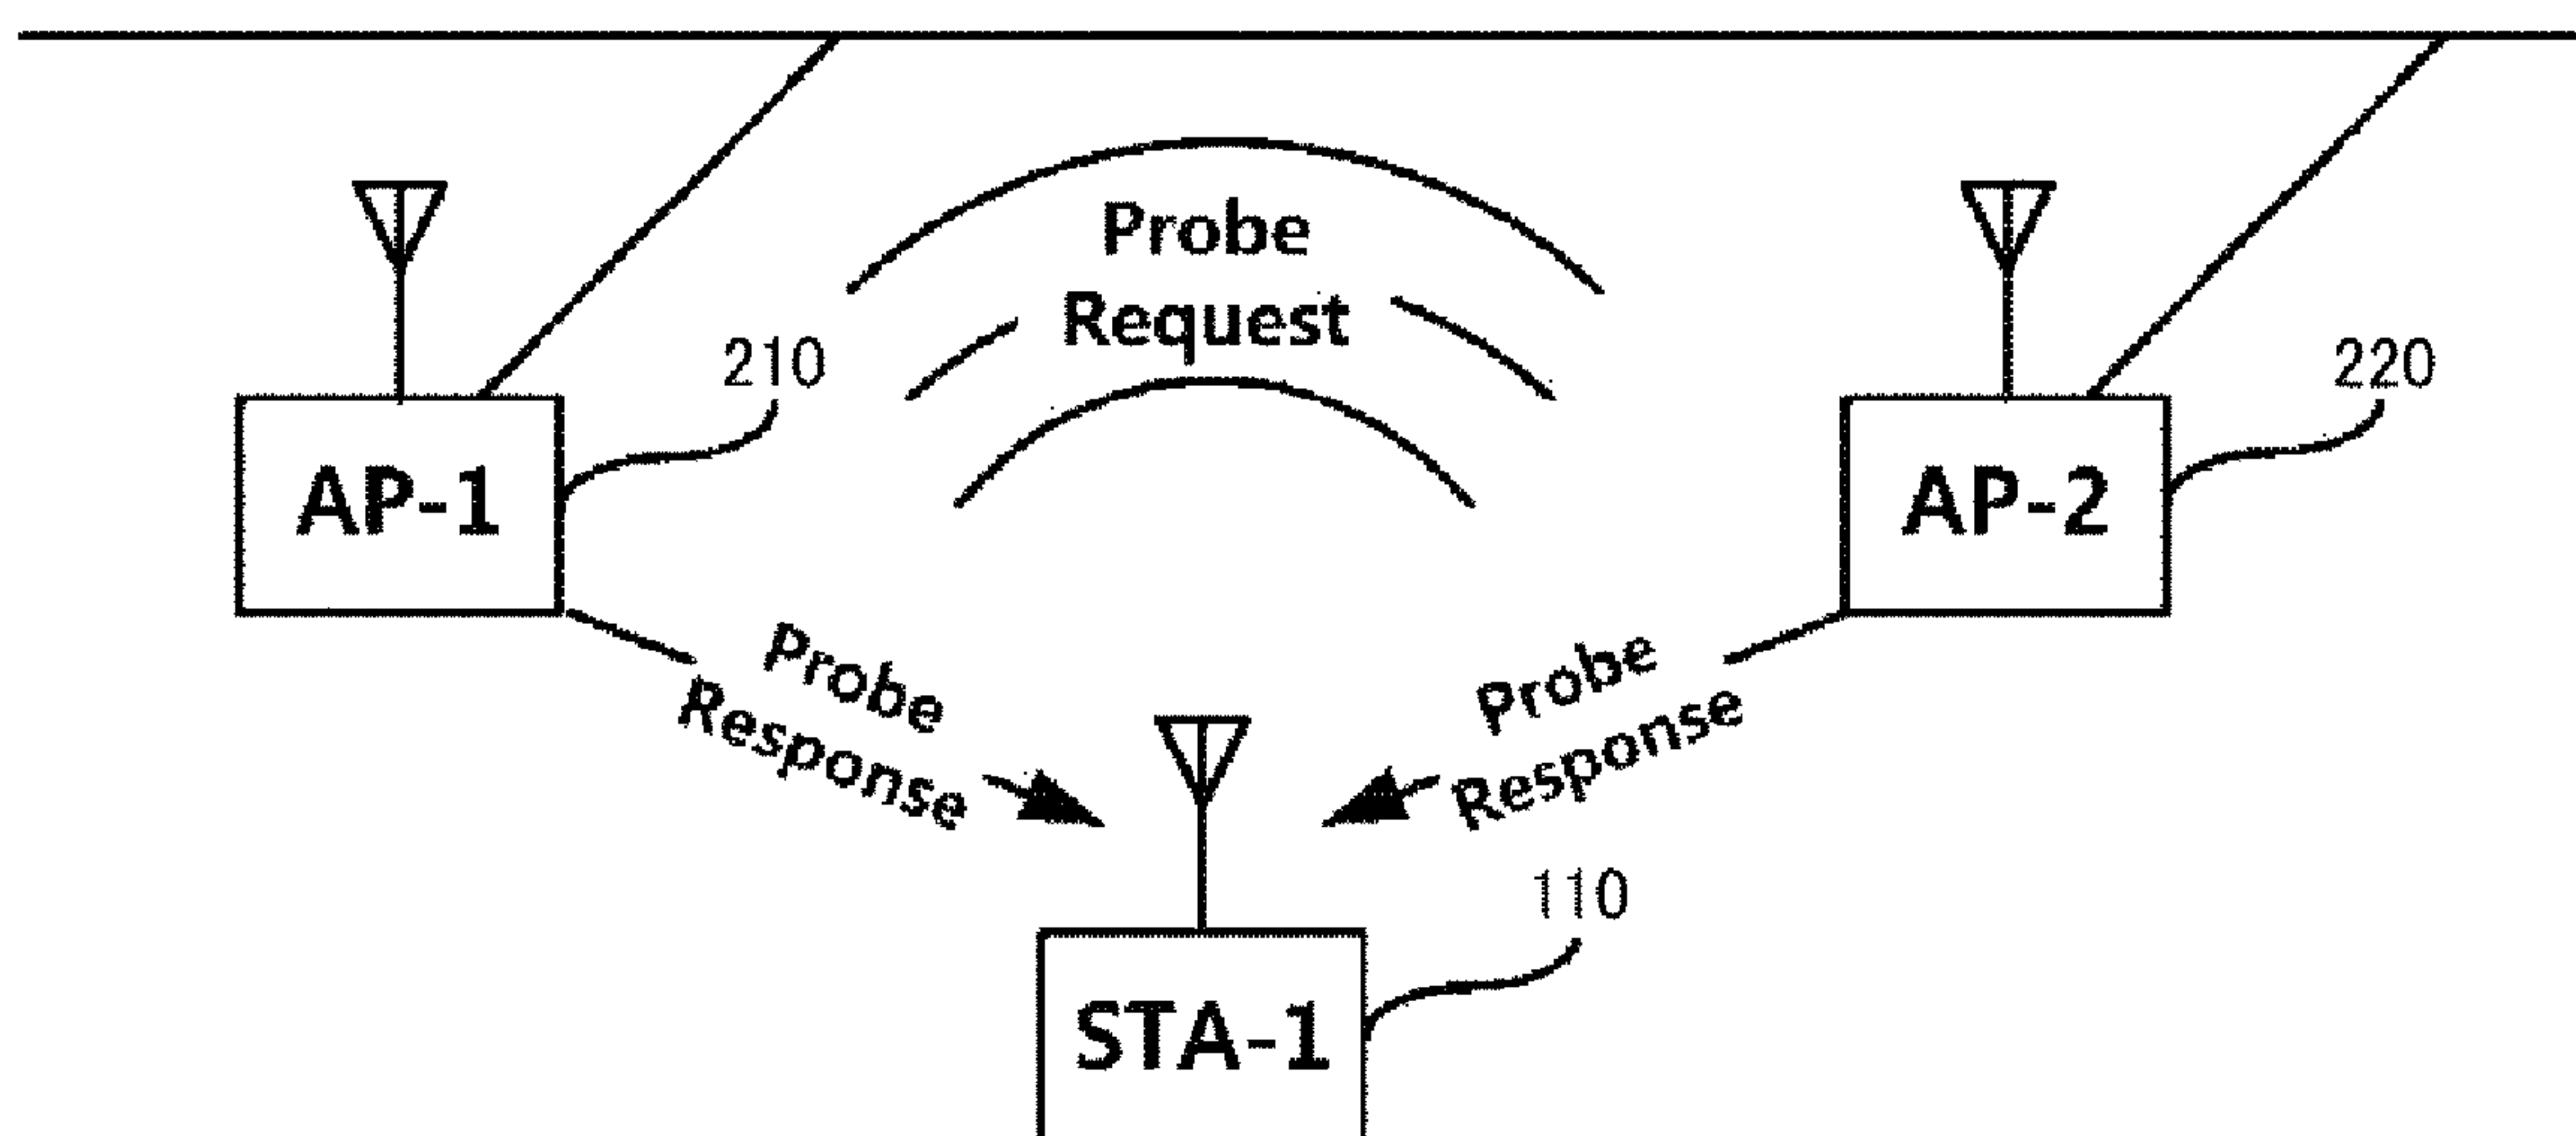 Probe
Request
210
220
AP-1
AP-2
Probe
Response
Probe
Response
110
STA-1